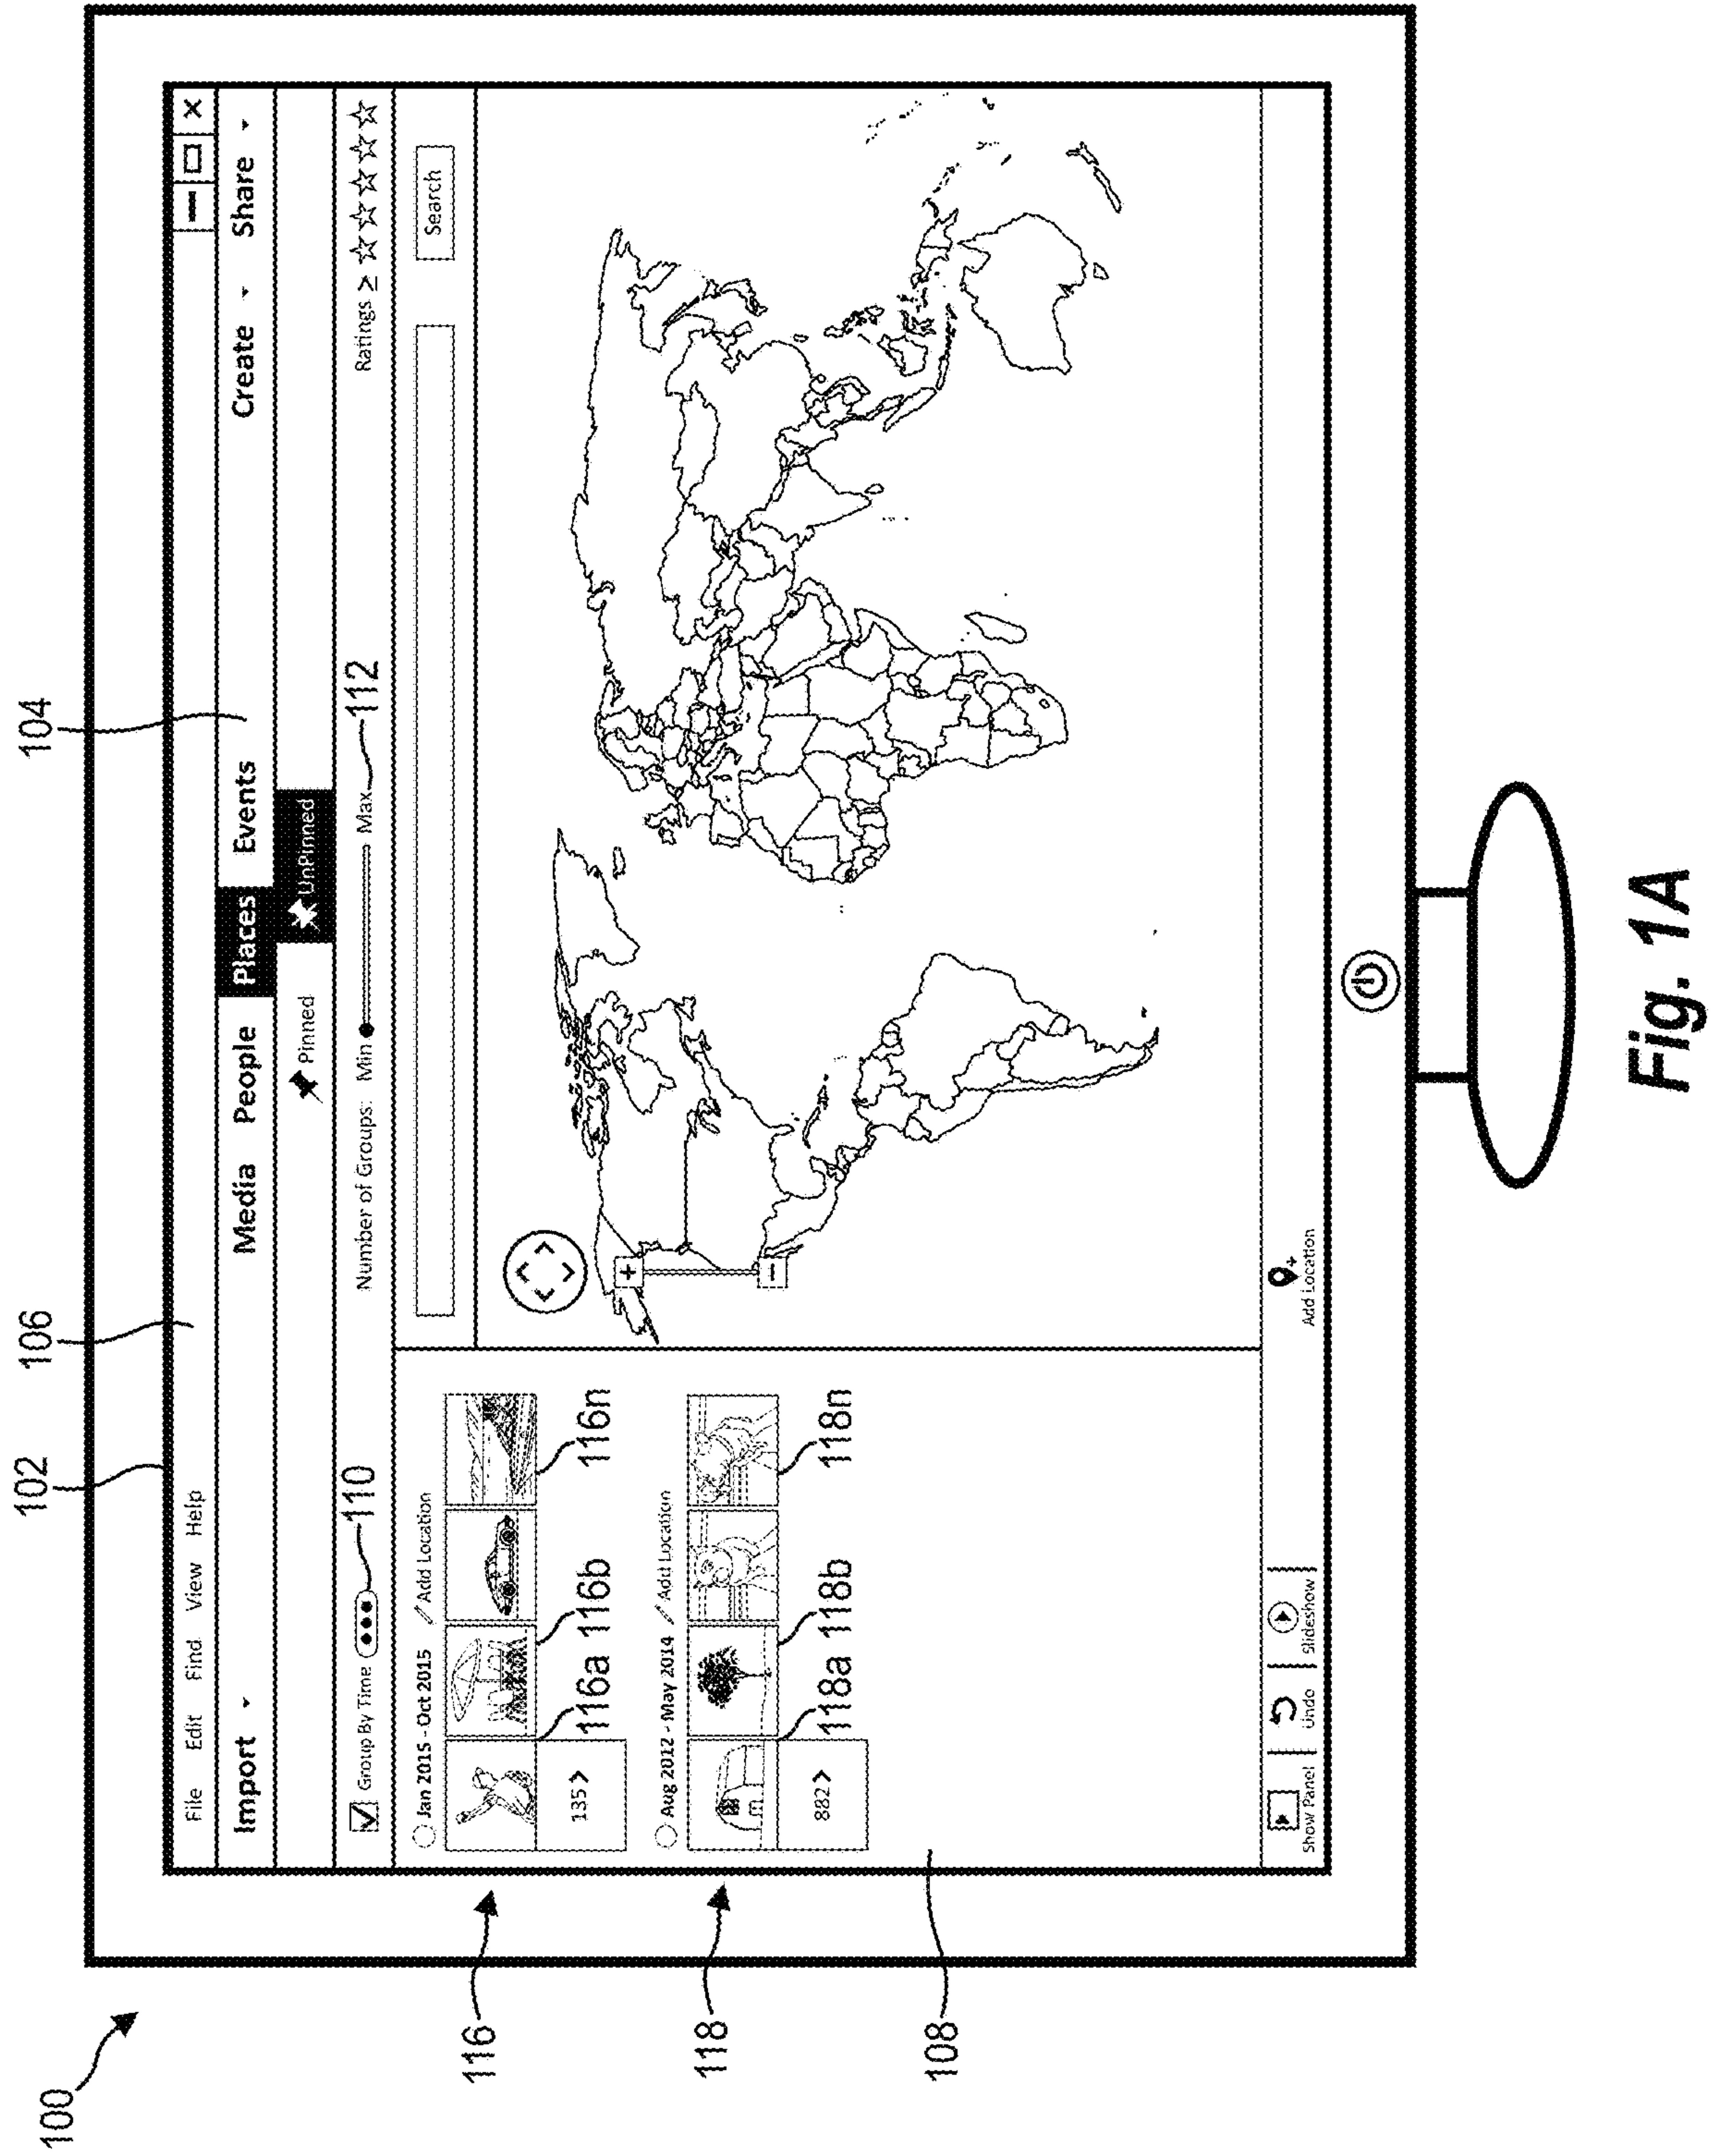 100
102
106
104
File Edit Find View Help
Import Media People Places Events Create Share
Pinned UnPinned
Group By Time 110 Number of Groups: Min Max 112 Ratings ≥
Jan 2015 - Oct 2015 Add Location
Search
116
135
116a 116b 116n
Aug 2012 - May 2014 Add Location
118
882
118a 118b 118n
+
−
108
Show Panel Undo Slideshow Add Location
Fig. 1A